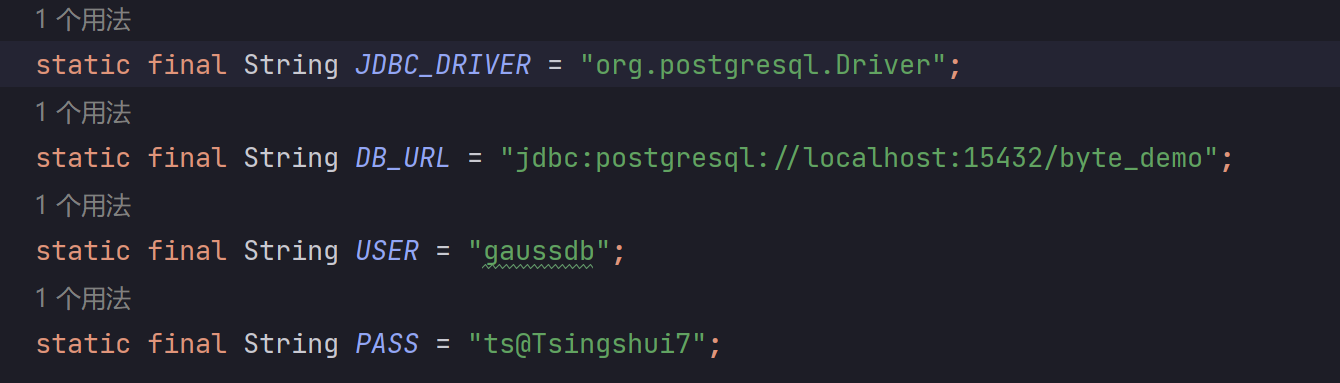 1 个用法
static final String JDBC_DRIVER = "org.postgresql.Driver";
1 个用法
static final String DB_URL = "jdbc:postgresql://localhost:15432/byte_demo";
1 个用法
static final String USER = "gaussdb";
1 个用法
static final String PASS = "ts@Tsingshui7";